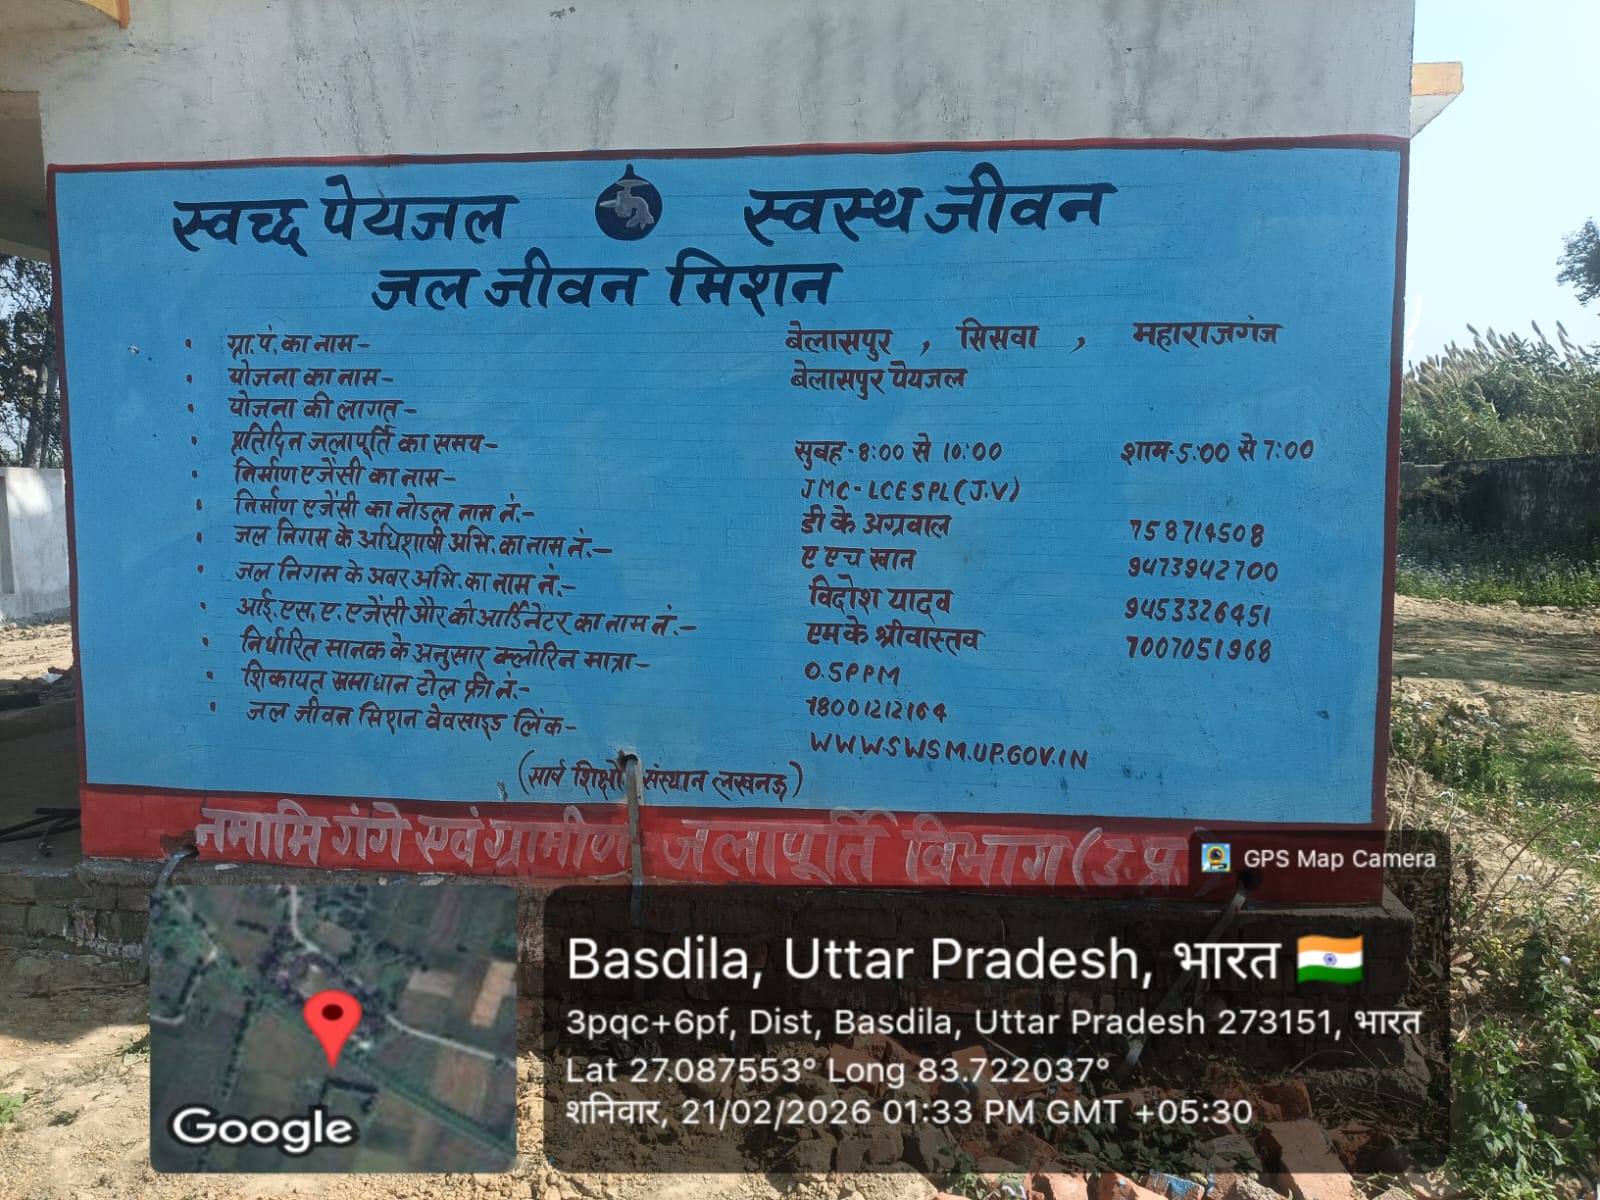 स्वच्छ पेयजल स्वस्थ जीवन
जल जीवन मिशन
• ग्रा.पं. का नाम- बेलासपुर , सिसवा , महाराजगंज
• योजना का नाम- बेलासपुर पेयजल
• योजना की लागत-
• प्रतिदिन जलापूर्ति का समय- सुबह-8:00 से 10:00 शाम-5:00 से 7:00
• निर्माण एजेंसी का नाम- JMC-LCESPL(J.V)
• निर्माण एजेंसी का नोडल नाम नं.- डी के अग्रवाल 758714508
• जल निगम के अधिशाषी अभि. का नाम नं.- ए एच खान 9473942700
• जल निगम के अवर अभि. का नाम नं.- विदोश यादव 9453326451
• आई.एस.ए. एजेंसी और को आर्डिनेटर का नाम नं.- एम के श्रीवास्तव 7007051968
• निर्धारित मानक के अनुसार क्लोरिन मात्रा- 0.5PPM
• शिकायत समाधान टोल फ्री नं.- 18001212164
• जल जीवन मिशन वेवसाइड लिंक- WWW.SWSM.UP.GOV.IN
(सार्व संस्थान लखनऊ)
नमामि गंगे एवं ग्रामीण जलापूर्ति विभाग (उ.प्र.)
GPS Map Camera
Basdila, Uttar Pradesh, भारत
3pqc+6pf, Dist, Basdila, Uttar Pradesh 273151, भारत
Lat 27.087553° Long 83.722037°
शनिवार, 21/02/2026 01:33 PM GMT +05:30
Google